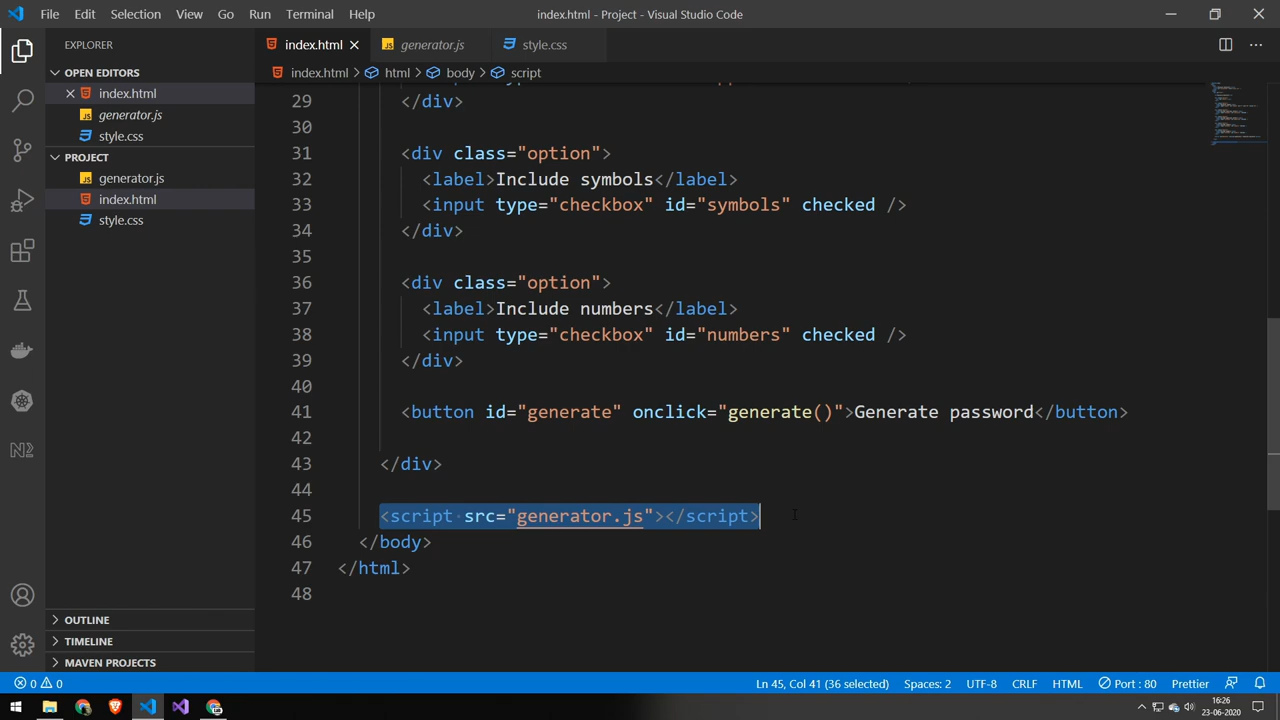 File Edit Selection View Go Run Terminal Help index.html - Project - Visual Studio Code
EXPLORER
OPEN EDITORS
index.html
generator.js
style.css
PROJECT
generator.js
index.html
style.css
OUTLINE
TIMELINE
MAVEN PROJECTS
index.html generator.js style.css
index.html > html > body > script
29 </div>
30
31 <div class="option">
32 <label>Include symbols</label>
33 <input type="checkbox" id="symbols" checked />
34 </div>
35
36 <div class="option">
37 <label>Include numbers</label>
38 <input type="checkbox" id="numbers" checked />
39 </div>
40
41 <button id="generate" onclick="generate()">Generate password</button>
42
43 </div>
44
45 <script src="generator.js"></script>
46 </body>
47 </html>
48
0 0 Ln 45, Col 41 (36 selected) Spaces: 2 UTF-8 CRLF HTML Port : 80 Prettier
16:26
23-06-2020